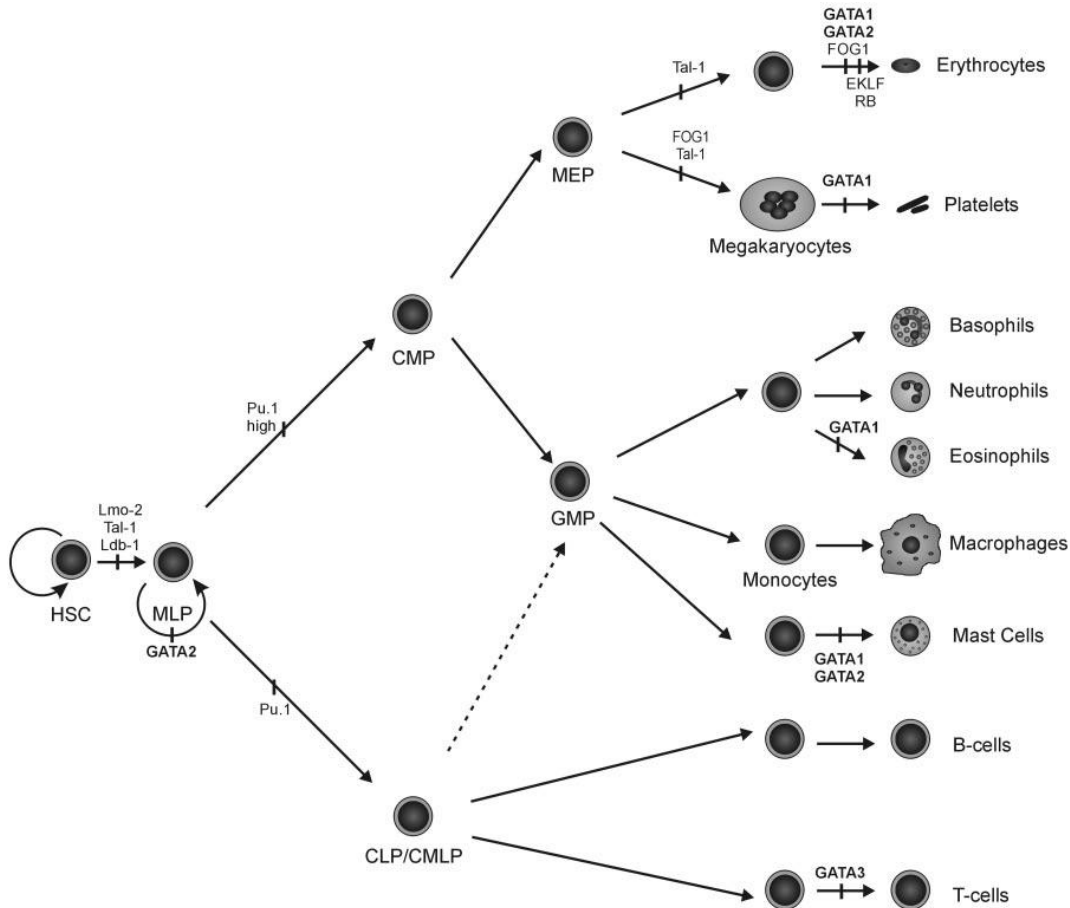 GATA1
GATA2
FOG1
EKLF
RB
Erythrocytes
Tal-1
MEP
FOG1
Tal-1
GATA1
Platelets
Megakaryocytes
Basophils
CMP
Neutrophils
GATA1
Eosinophils
Pu.1
high
GMP
Macrophages
Monocytes
Lmo-2
Tal-1
Ldb-1
HSC
MLP
GATA2
Mast Cells
GATA1
GATA2
Pu.1
B-cells
CLP/CMLP
GATA3
T-cells